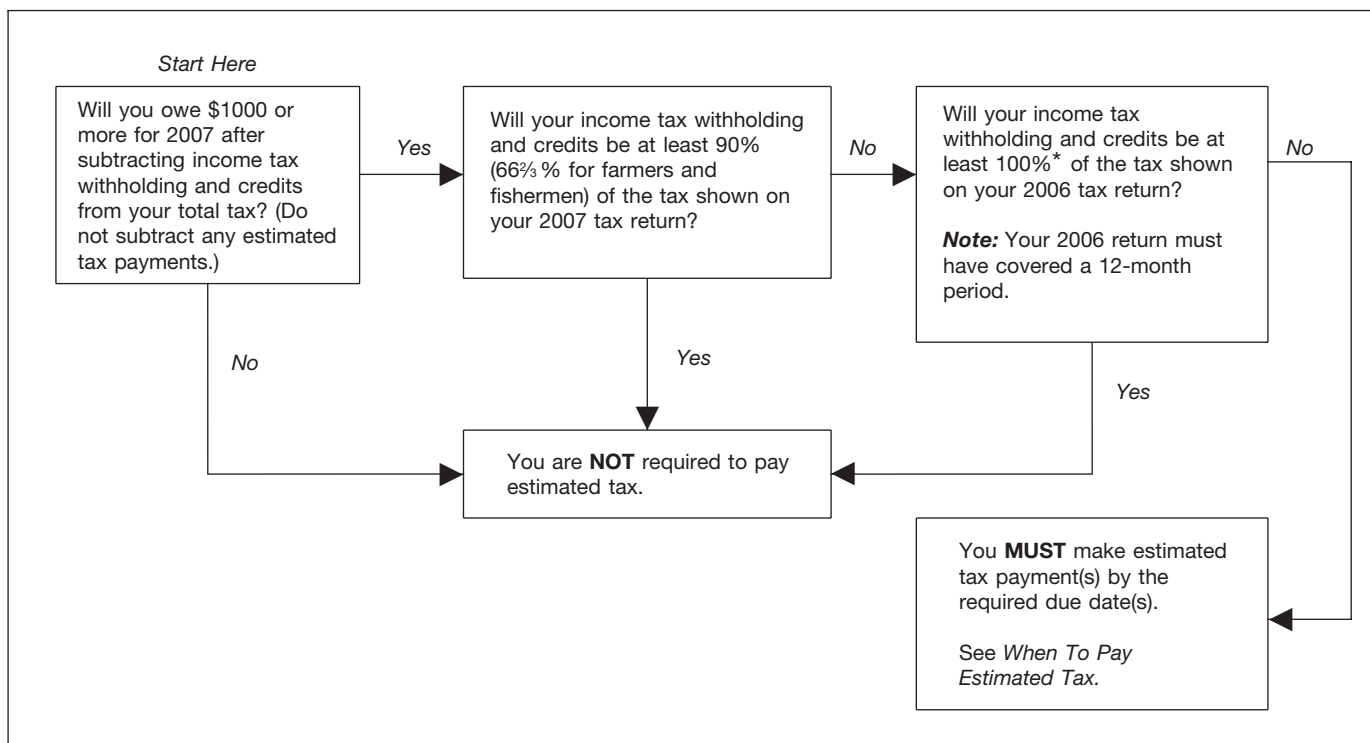 Start Here
Will you owe $1000 or
more for 2007 after
subtracting income tax
withholding and credits
from your total tax? (Do
not subtract any estimated
tax payments.)
Yes
Will your income tax withholding
and credits be at least 90%
(66⅔ % for farmers and
fishermen) of the tax shown on
your 2007 tax return?
No
Will your income tax
withholding and credits be at
least 100%* of the tax shown
on your 2006 tax return?
Note: Your 2006 return must
have covered a 12-month
period.
No
No
Yes
Yes
You are NOT required to pay
estimated tax.
You MUST make estimated
tax payment(s) by the
required due date(s).
See When To Pay
Estimated Tax.